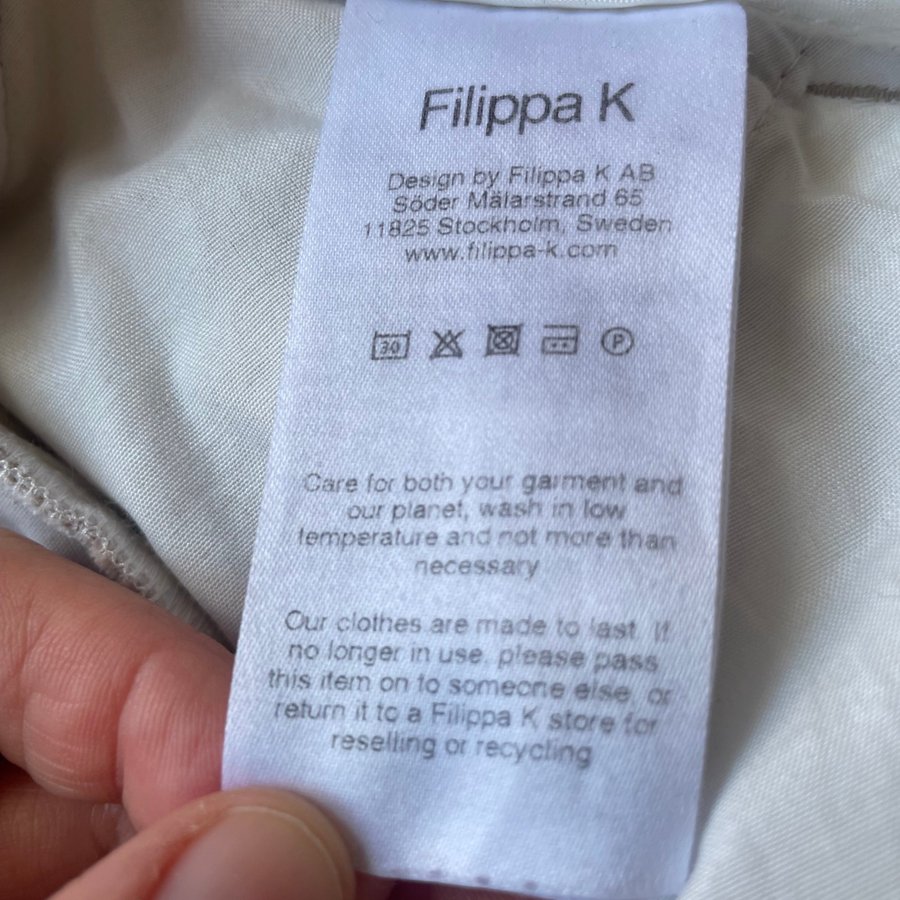 Filippa K
Design by Filippa K AB
Söder Mälarstrand 65
11825 Stockholm, Sweden
www.filippa-k.com
30
P
Care for both your garment and
our planet, wash in low
temperature and not more than
necessary
Our clothes are made to last. If
no longer in use, please pass
this item on to someone else, or
return it to a Filippa K store for
reselling or recycling